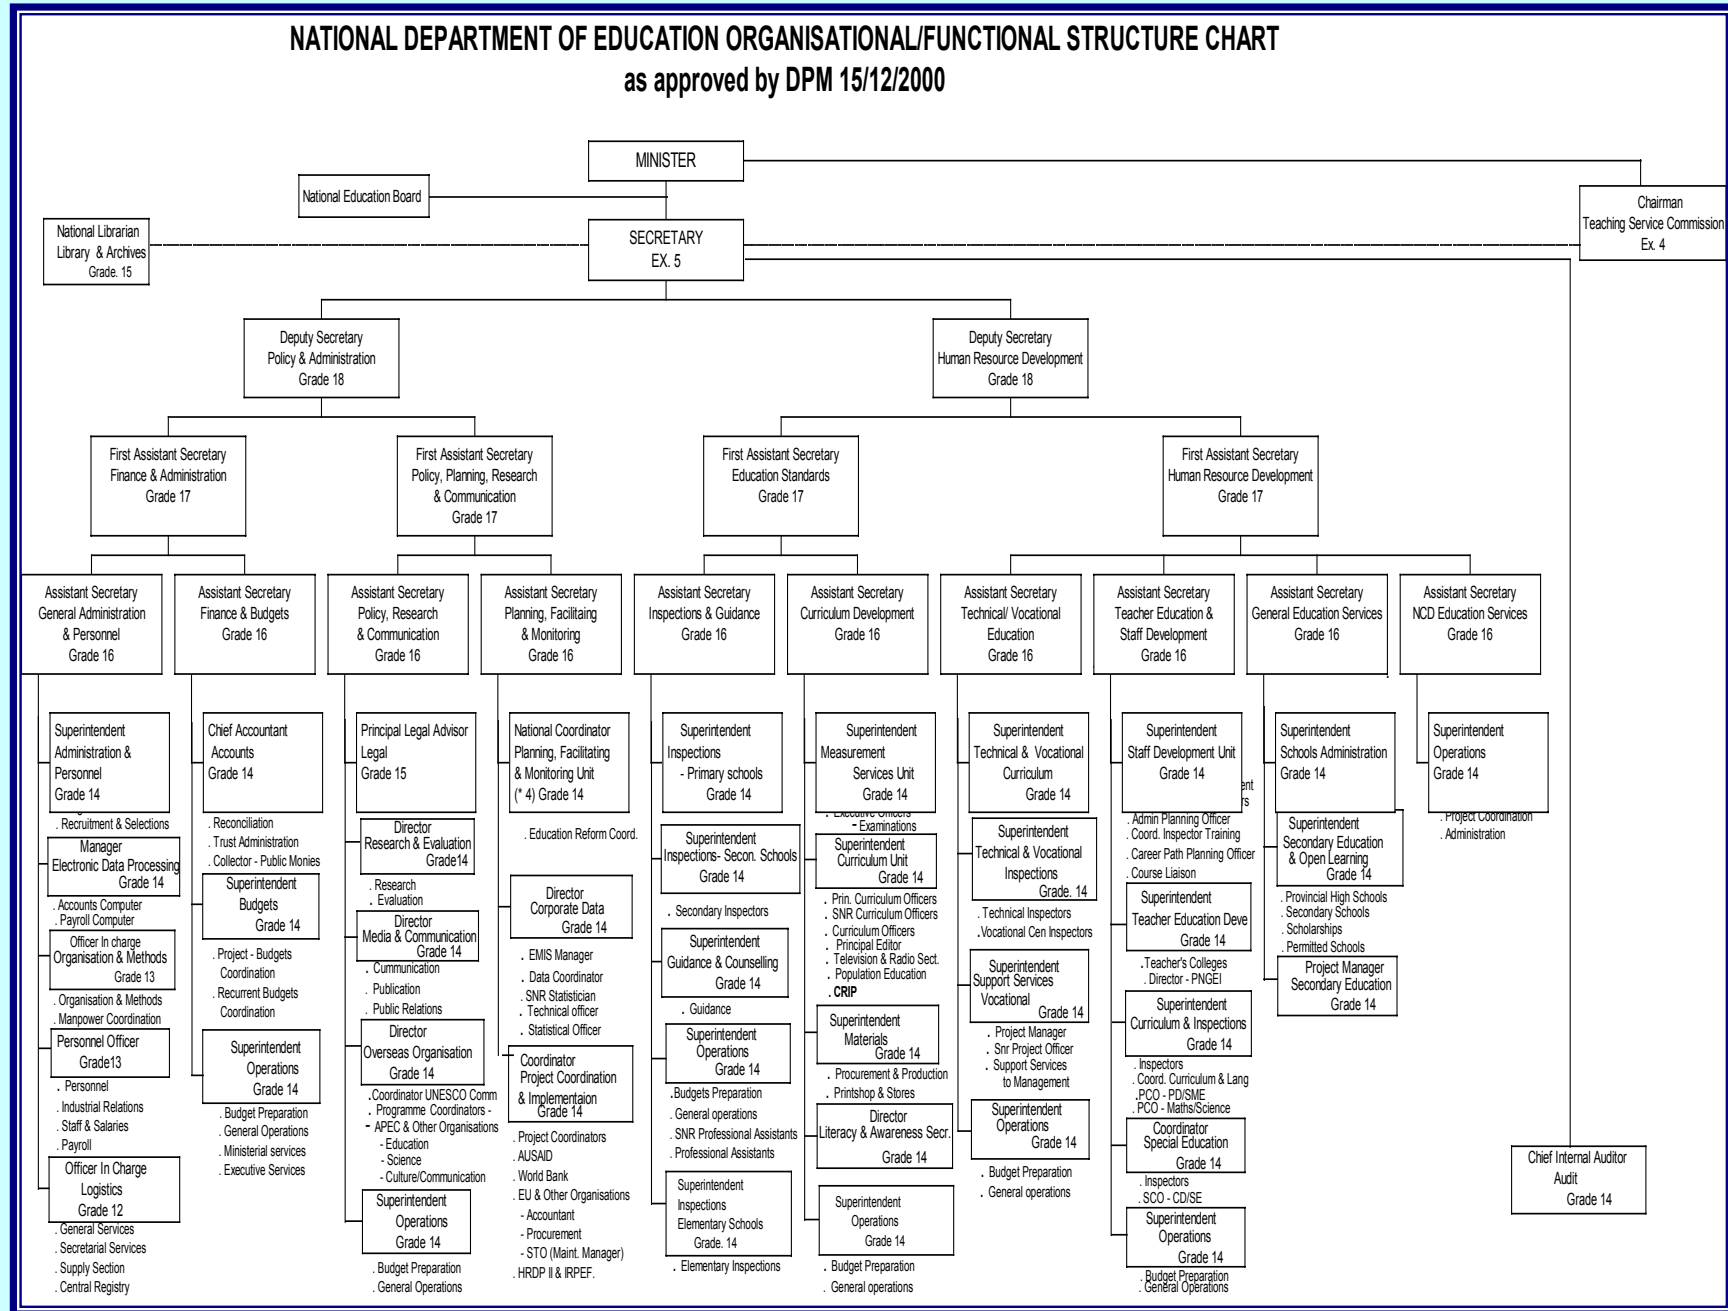 NATIONAL DEPARTMENT OF EDUCATION ORGANISATIONAL/FUNCTIONAL STRUCTURE CHART
as approved by DPM 15/12/2000
MINISTER
National Education Board
Chairman
Teaching Service Commission
Ex. 4
National Librarian
Library & Archives
Grade. 15
SECRETARY
EX. 5
Deputy Secretary
Policy & Administration
Grade 18
Deputy Secretary
Human Resource Development
Grade 18
First Assistant Secretary
Finance & Administration
Grade 17
First Assistant Secretary
Policy, Planning, Research
& Communication
Grade 17
First Assistant Secretary
Education Standards
Grade 17
First Assistant Secretary
Human Resource Development
Grade 17
Assistant Secretary
General Administration
& Personnel
Grade 16
Assistant Secretary
Finance & Budgets
Grade 16
Assistant Secretary
Policy, Research
& Communication
Grade 16
Assistant Secretary
Planning, Facilitaing
& Monitoring
Grade 16
Assistant Secretary
Inspections & Guidance
Grade 16
Assistant Secretary
Curriculum Development
Grade 16
Assistant Secretary
Technical/ Vocational
Education
Grade 16
Assistant Secretary
Teacher Education &
Staff Development
Grade 16
Assistant Secretary
General Education Services
Grade 16
Assistant Secretary
NCD Education Services
Grade 16
Superintendent
Administration &
Personnel
Grade 14
. Recruitment & Selections
Manager
Electronic Data Processing
Grade 14
. Accounts Computer
. Payroll Computer
Officer In charge
Organisation & Methods
Grade 13
. Organisation & Methods
. Manpower Coordination
Personnel Officer
Grade13
. Personnel
. Industrial Relations
. Staff & Salaries
. Payroll
Officer In Charge
Logistics
Grade 12
. General Services
. Secretarial Services
. Supply Section
. Central Registry
Chief Accountant
Accounts
Grade 14
. Reconciliation
. Trust Administration
. Collector - Public Monies
Superintendent
Budgets
Grade 14
. Project - Budgets
Coordination
. Recurrent Budgets
Coordination
Superintendent
Operations
Grade 14
. Budget Preparation
. General Operations
. Ministerial services
. Executive Services
Principal Legal Advisor
Legal
Grade 15
Director
Research & Evaluation
Grade14
. Research
. Evaluation
Director
Media & Communication
Grade 14
. Cummunication
. Publication
. Public Relations
Director
Overseas Organisation
Grade 14
.Coordinator UNESCO Comm
. Programme Coordinators -
- APEC & Other Organisations
- Education
- Science
- Culture/Communication
Superintendent
Operations
Grade 14
. Budget Preparation
. General Operations
National Coordinator
Planning, Facilitating
& Monitoring Unit
(* 4) Grade 14
. Education Reform Coord.
Director
Corporate Data
Grade 14
. EMIS Manager
. Data Coordinator
. SNR Statistician
. Technical officer
. Statistical Officer
Coordinator
Project Coordination
& Implementaion
Grade 14
. Project Coordinators
. AUSAID
. World Bank
. EU & Other Organisations
- Accountant
- Procurement
- STO (Maint. Manager)
. HRDP II & IRPEF.
Superintendent
Inspections
- Primary schools
Grade 14
Superintendent
Inspections- Secon. Schools
Grade 14
. Secondary Inspectors
Superintendent
Guidance & Counselling
Grade 14
. Guidance
Superintendent
Operations
Grade 14
.Budgets Preparation
. General operations
. SNR Professional Assistants
. Professional Assistants
Superintendent
Inspections
Elementary Schools
Grade. 14
. Elementary Inspections
Superintendent
Measurement
Services Unit
Grade 14
. Executive Officers
- Examinations
Superintendent
Curriculum Unit
Grade 14
. Prin. Curriculum Officers
. SNR Curriculum Officers
. Curriculum Officers
. Principal Editor
. Television & Radio Sect.
. Population Education
. CRIP
Superintendent
Materials
Grade 14
. Procurement & Production
. Printshop & Stores
Director
Literacy & Awareness Secr.
Grade 14
Superintendent
Operations
Grade 14
. Budget Preparation
. General operations
Superintendent
Technical & Vocational
Curriculum
Grade 14
Superintendent
Technical & Vocational
Inspections
Grade. 14
. Technical Inspectors
.Vocational Cen Inspectors
Superintendent
Support Services
Vocational
Grade 14
. Project Manager
. Snr Project Officer
. Support Services
to Management
Superintendent
Operations
Grade 14
. Budget Preparation
. General operations
Superintendent
Staff Development Unit
Grade 14
. Admin Planning Officer
. Coord. Inspector Training
. Career Path Planning Officer
. Course Liaison
Superintendent
Teacher Education Deve
Grade 14
.Teacher's Colleges
. Director - PNGEI
Superintendent
Curriculum & Inspections
Grade 14
. Inspectors
. Coord. Curriculum & Lang
.PCO - PD/SME
. PCO - Maths/Science
Coordinator
Special Education
Grade 14
. Inspectors
. SCO - CD/SE
Superintendent
Operations
Grade 14
. Budget Preparation
. General Operations
Superintendent
Schools Administration
Grade 14
Superintendent
Secondary Education
& Open Learning
Grade 14
. Provincial High Schools
. Secondary Schools
. Scholarships
. Permitted Schools
Project Manager
Secondary Education
Grade 14
Superintendent
Operations
Grade 14
. Project Coordination
. Administration
Chief Internal Auditor
Audit
Grade 14